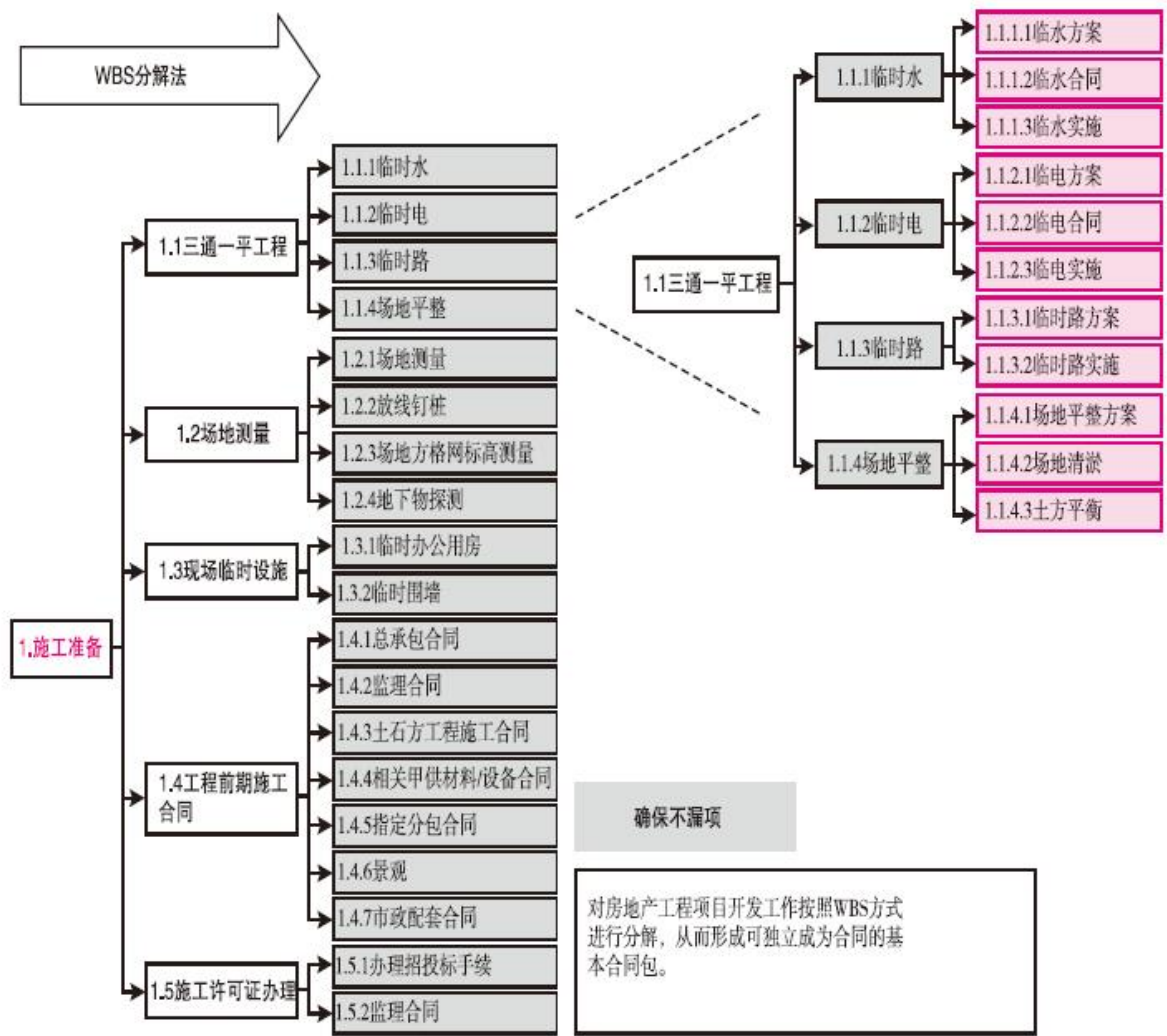 WBS分解法
1.施工准备
1.1三通一平工程
1.1.1临时水
1.1.2临时电
1.1.3临时路
1.1.4场地平整
1.2场地测量
1.2.1场地测量
1.2.2放线钉桩
1.2.3场地方格网标高测量
1.2.4地下物探测
1.3现场临时设施
1.3.1临时办公用房
1.3.2临时围墙
1.4工程前期施工
合同
1.4.1总承包合同
1.4.2监理合同
1.4.3土石方工程施工合同
1.4.4相关甲供材料/设备合同
1.4.5指定分包合同
1.4.6景观
1.4.7市政配套合同
1.5施工许可证办理
1.5.1办理招投标手续
1.5.2监理合同
1.1三通一平工程
1.1.1临时水
1.1.1.1临水方案
1.1.1.2临水合同
1.1.1.3临水实施
1.1.2临时电
1.1.2.1临电方案
1.1.2.2临电合同
1.1.2.3临电实施
1.1.3临时路
1.1.3.1临时路方案
1.1.3.2临时路实施
1.1.4场地平整
1.1.4.1场地平整方案
1.1.4.2场地清淤
1.1.4.3土方平衡
确保不漏项
对房地产工程项目开发工作按照WBS方式
进行分解，从而形成可独立成为合同的基
本合同包。